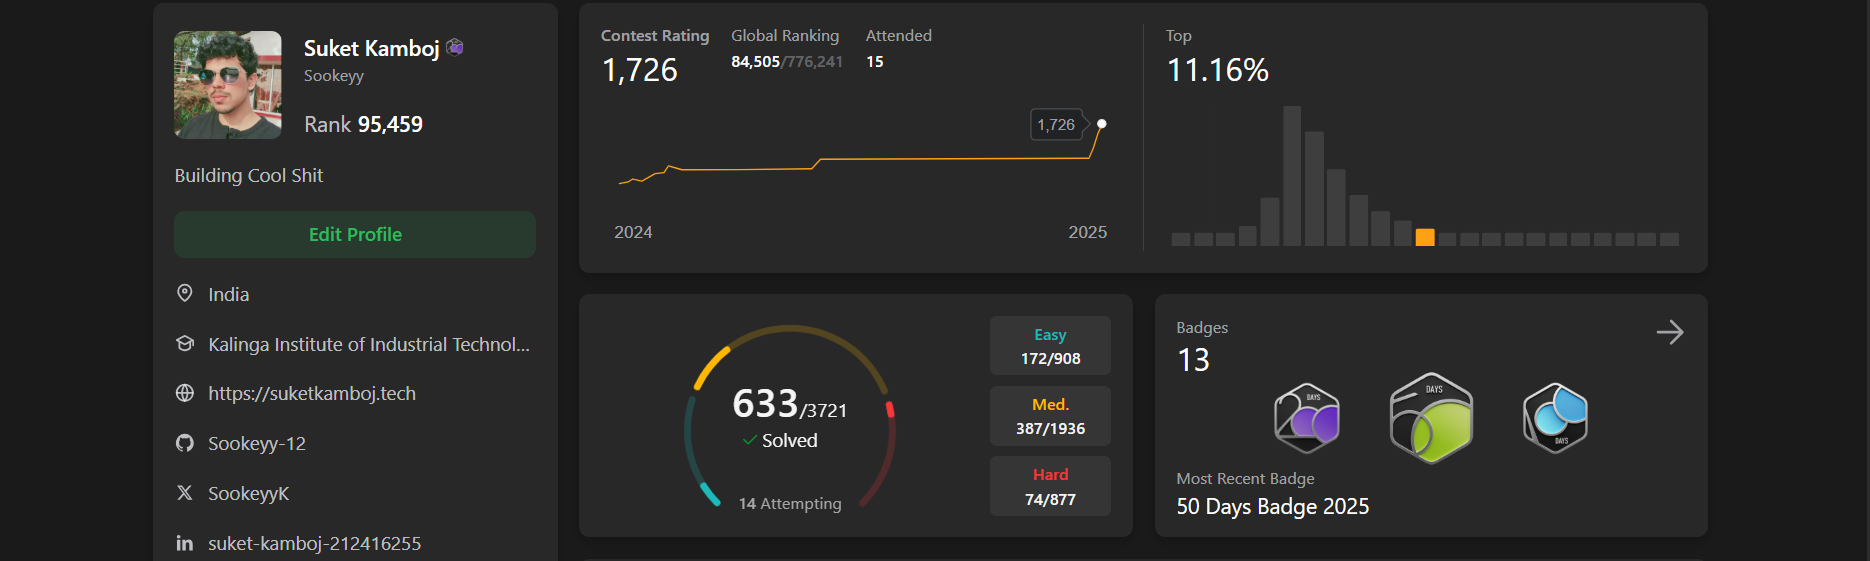 Suket Kamboj
Sookeyy
Rank 95,459
Building Cool Shit
Edit Profile
India
Kalinga Institute of Industrial Technol...
https://suketkamboj.tech
Sookeyy-12
SookeyyK
suket-kamboj-212416255
Contest Rating
1,726
Global Ranking
84,505/776,241
Attended
15
1,726
2024
2025
Top
11.16%
633/3721
Solved
14 Attempting
Easy
172/908
Med.
387/1936
Hard
74/877
Badges
13
DAYS
DAYS
DAYS
Most Recent Badge
50 Days Badge 2025